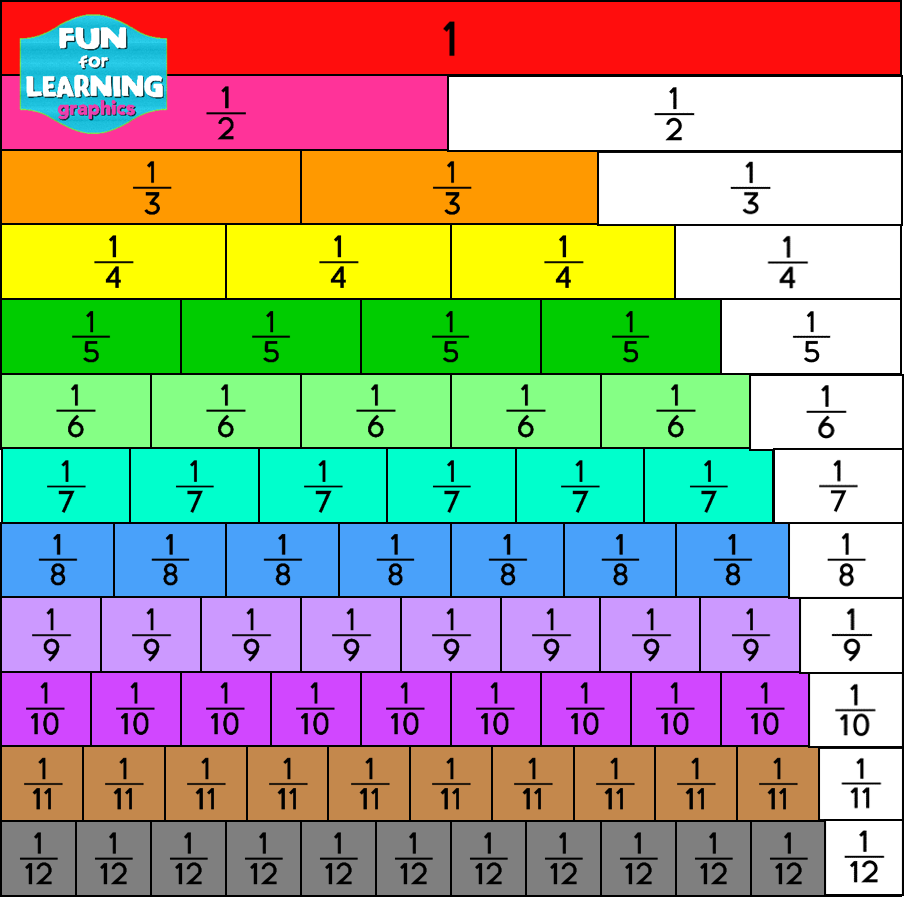 FUN
for
LEARNING
graphics
1
1/2 1/2
1/3 1/3 1/3
1/4 1/4 1/4 1/4
1/5 1/5 1/5 1/5 1/5
1/6 1/6 1/6 1/6 1/6 1/6
1/7 1/7 1/7 1/7 1/7 1/7 1/7
1/8 1/8 1/8 1/8 1/8 1/8 1/8 1/8
1/9 1/9 1/9 1/9 1/9 1/9 1/9 1/9 1/9
1/10 1/10 1/10 1/10 1/10 1/10 1/10 1/10 1/10 1/10
1/11 1/11 1/11 1/11 1/11 1/11 1/11 1/11 1/11 1/11 1/11
1/12 1/12 1/12 1/12 1/12 1/12 1/12 1/12 1/12 1/12 1/12 1/12